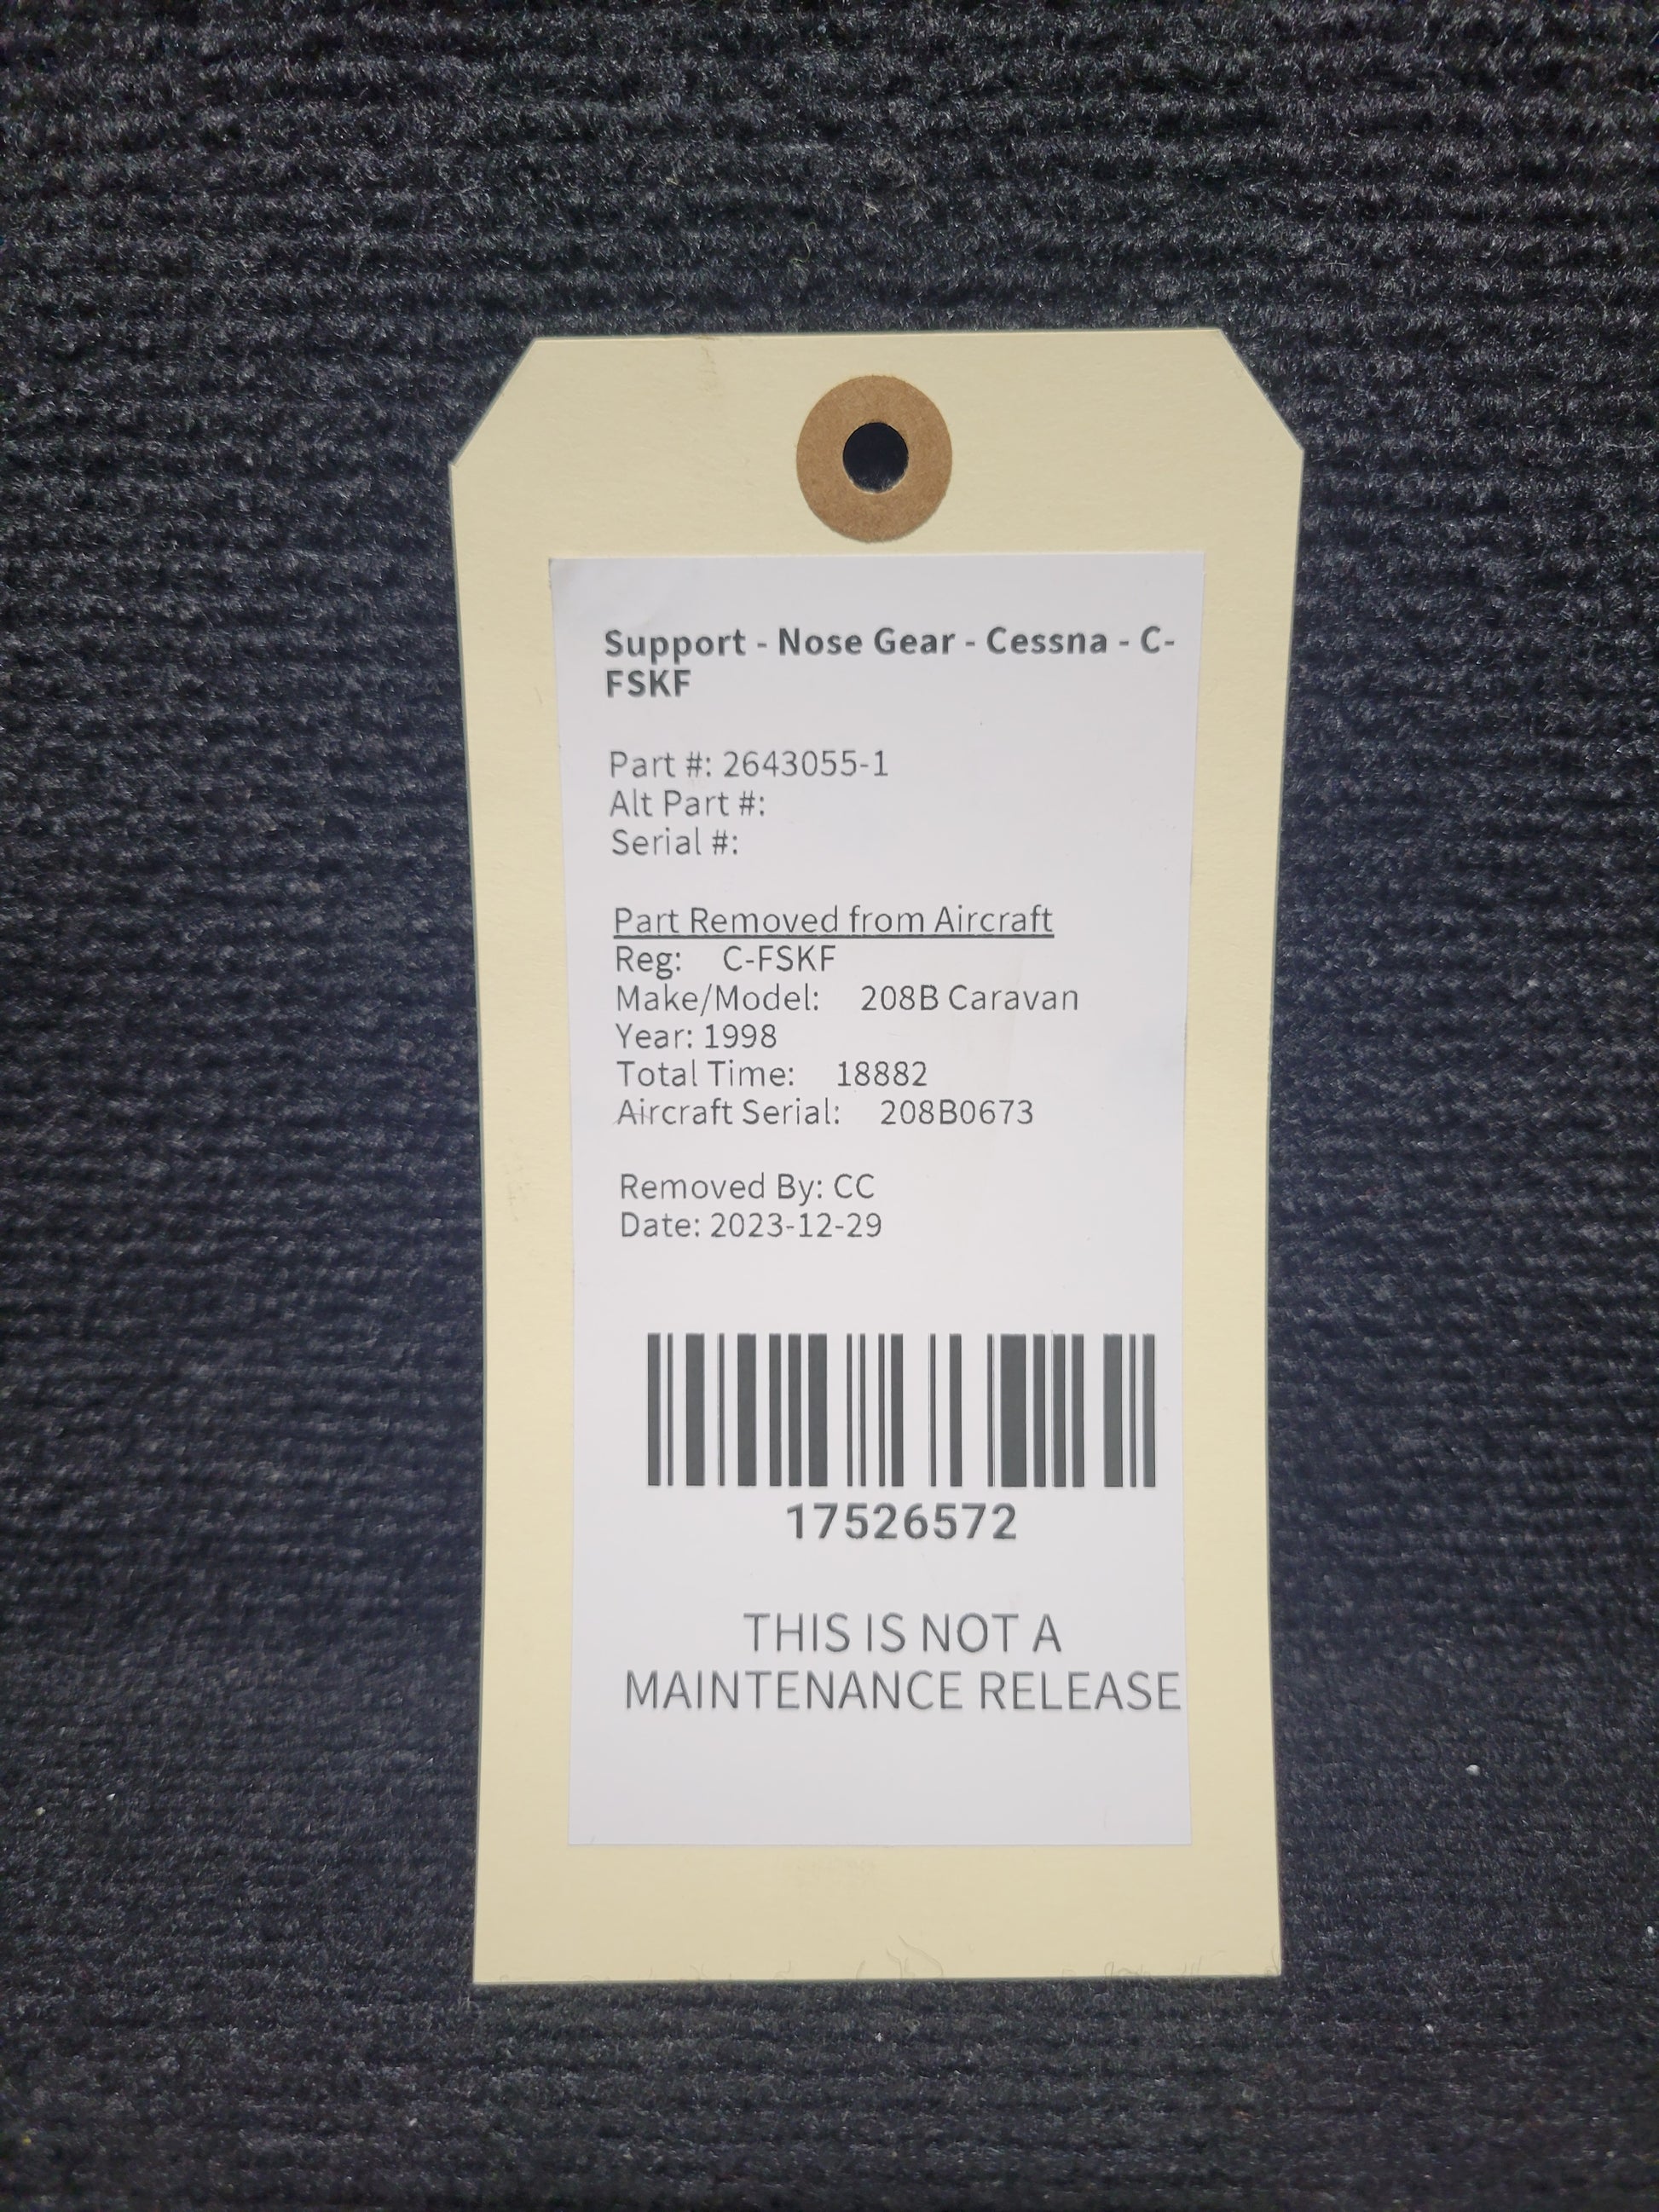 Support - Nose Gear - Cessna - C-
FSKF
Part #: 2643055-1
Alt Part #:
Serial #:
Part Removed from Aircraft
Reg: C-FSKF
Make/Model: 208B Caravan
Year: 1998
Total Time: 18882
Aircraft Serial: 208B0673
Removed By: CC
Date: 2023-12-29
17526572
THIS IS NOT A
MAINTENANCE RELEASE